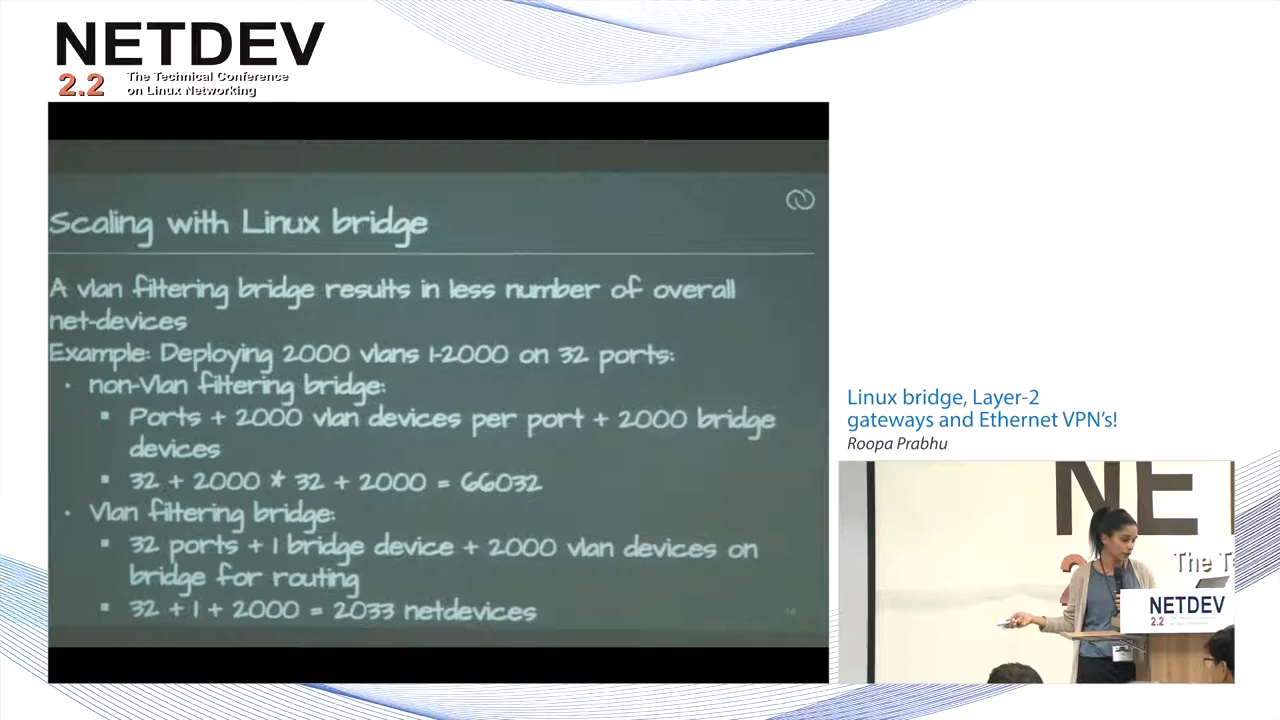 NETDEV
2.2 The Technical Conference
on Linux Networking
Scaling with Linux bridge
A vlan filtering bridge results in less number of overall
net-devices
Example: Deploying 2000 vlans 1-2000 on 32 ports:
• non-Vlan filtering bridge:
▪ Ports + 2000 vlan devices per port + 2000 bridge
devices
▪ 32 + 2000 * 32 + 2000 = 66032
• Vlan filtering bridge:
▪ 32 ports + 1 bridge device + 2000 vlan devices on
bridge for routing
▪ 32 + 1 + 2000 = 2033 netdevices
Linux bridge, Layer-2
gateways and Ethernet VPN's!
Roopa Prabhu
NE
The Te
NETDEV
2.2